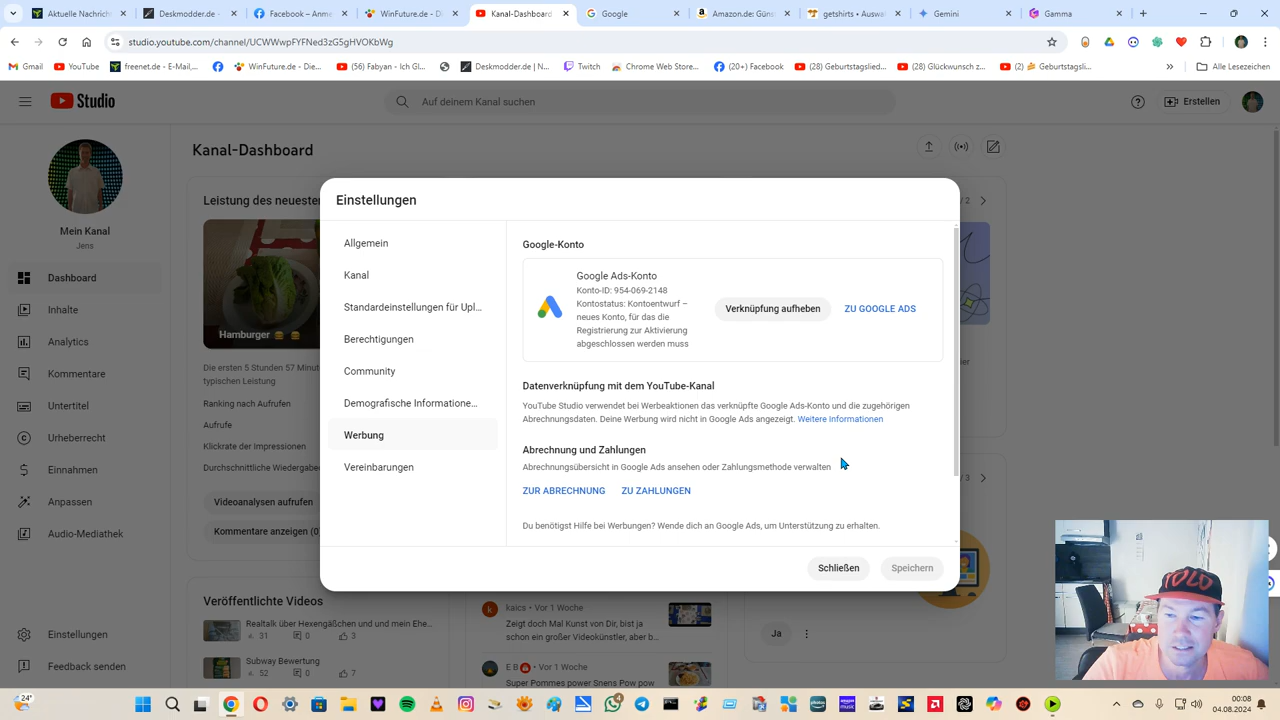 Aktuelle Nachr
Deskmodder.de
Facebook – Anme
WinFuture.de - D
Kanal-Dashboard
Google
Amazon.de: Güns
getshirts • Auswa
Gemini
Gamma
studio.youtube.com/channel/UCWWwpFYFNed3zG5gHVOKbWg
Gmail
YouTube
freenet.de - E-Mail,...
WinFuture.de - Die...
(56) Fabyan - Ich Gl...
Deskmodder.de | N...
Twitch
Chrome Web Store...
(20+) Facebook
(28) Geburtstagslied...
(28) Glückwunsch z...
(2) Geburtstagsli...
»
Alle Lesezeichen
Studio
Auf deinem Kanal suchen
Erstellen
Kanal-Dashboard
Leistung des neuesten
/ 2
Mein Kanal
Jens
Dashboard
Inhalte
Analytics
Kommentare
Untertitel
Urheberrecht
Einnahmen
Anpassen
Audio-Mediathek
Einstellungen
Feedback senden
Hamburger
Die ersten 5 Stunden 57 Minut
typischen Leistung
Ranking nach Aufrufen
Aufrufe
Klickrate der Impressionen
Durchschnittliche Wiedergabe
Videoanalysen aufrufen
Kommentare anzeigen (0)
Veröffentlichte Videos
Realtalk über Hexengäßchen und und mein Ehe...
31 0 3
Subway Bewertung
52 0 7
Einstellungen
Allgemein
Kanal
Standardeinstellungen für Upl...
Berechtigungen
Community
Demografische Informatione...
Werbung
Vereinbarungen
Google-Konto
Google Ads-Konto
Konto-ID: 954-069-2148
Kontostatus: Kontoentwurf –
neues Konto, für das die
Registrierung zur Aktivierung
abgeschlossen werden muss
Verknüpfung aufheben
ZU GOOGLE ADS
Datenverknüpfung mit dem YouTube-Kanal
YouTube Studio verwendet bei Werbeaktionen das verknüpfte Google Ads-Konto und die zugehörigen
Abrechnungsdaten. Deine Werbung wird nicht in Google Ads angezeigt. Weitere Informationen
Abrechnung und Zahlungen
Abrechnungsübersicht in Google Ads ansehen oder Zahlungsmethode verwalten
ZUR ABRECHNUNG
ZU ZAHLUNGEN
Du benötigst Hilfe bei Werbungen? Wende dich an Google Ads, um Unterstützung zu erhalten.
Schließen
Speichern
/ 3
kaics • Vor 1 Woche
Zeigt doch Mal Kunst von Dir, bist ja
schon ein großer Videokünstler, aber b...
E B • Vor 1 Woche
Super Pommes power Snens Pow pow
Ja
YOLO
24°
4
00:08
04.08.2024